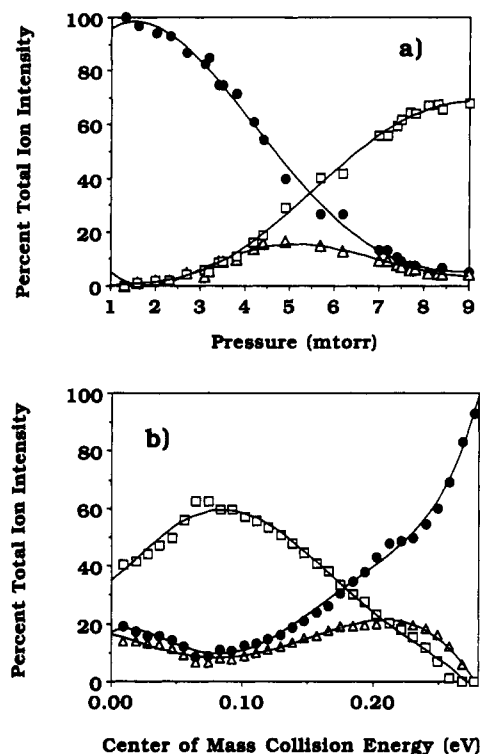 Percent Total Ion Intensity
100
80
60
40
20
0
a)
1 2 3 4 5 6 7 8 9
Pressure (mtorr)
Percent Total Ion Intensity
100
80
60
40
20
0
b)
0.00 0.10 0.20
Center of Mass Collision Energy (eV)